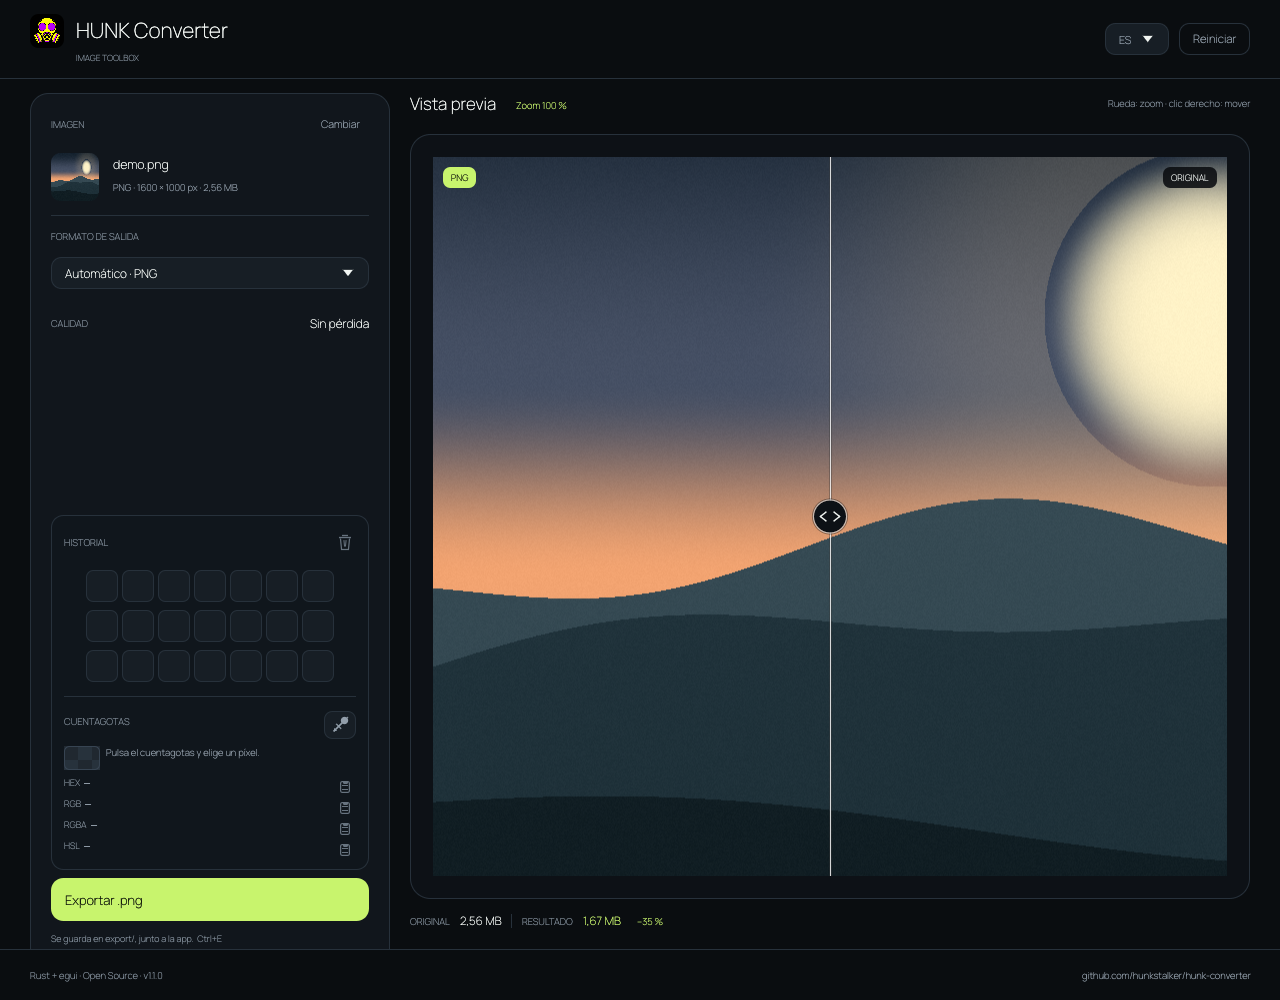 HUNK Converter
IMAGE TOOLBOX
ES
Reiniciar
IMAGEN
Cambiar
demo.png
PNG · 1600 × 1000 px · 2,56 MB
FORMATO DE SALIDA
Automático · PNG
CALIDAD
Sin pérdida
HISTORIAL
CUENTAGOTAS
Pulsa el cuentagotas y elige un píxel.
HEX —
RGB —
RGBA —
HSL —
Exportar .png
Se guarda en export/, junto a la app. Ctrl+E
Vista previa
Zoom 100 %
Rueda: zoom · clic derecho: mover
PNG
ORIGINAL
ORIGINAL 2,56 MB
RESULTADO 1,67 MB −35 %
Rust + egui · Open Source · v1.1.0
github.com/hunkstalker/hunk-converter